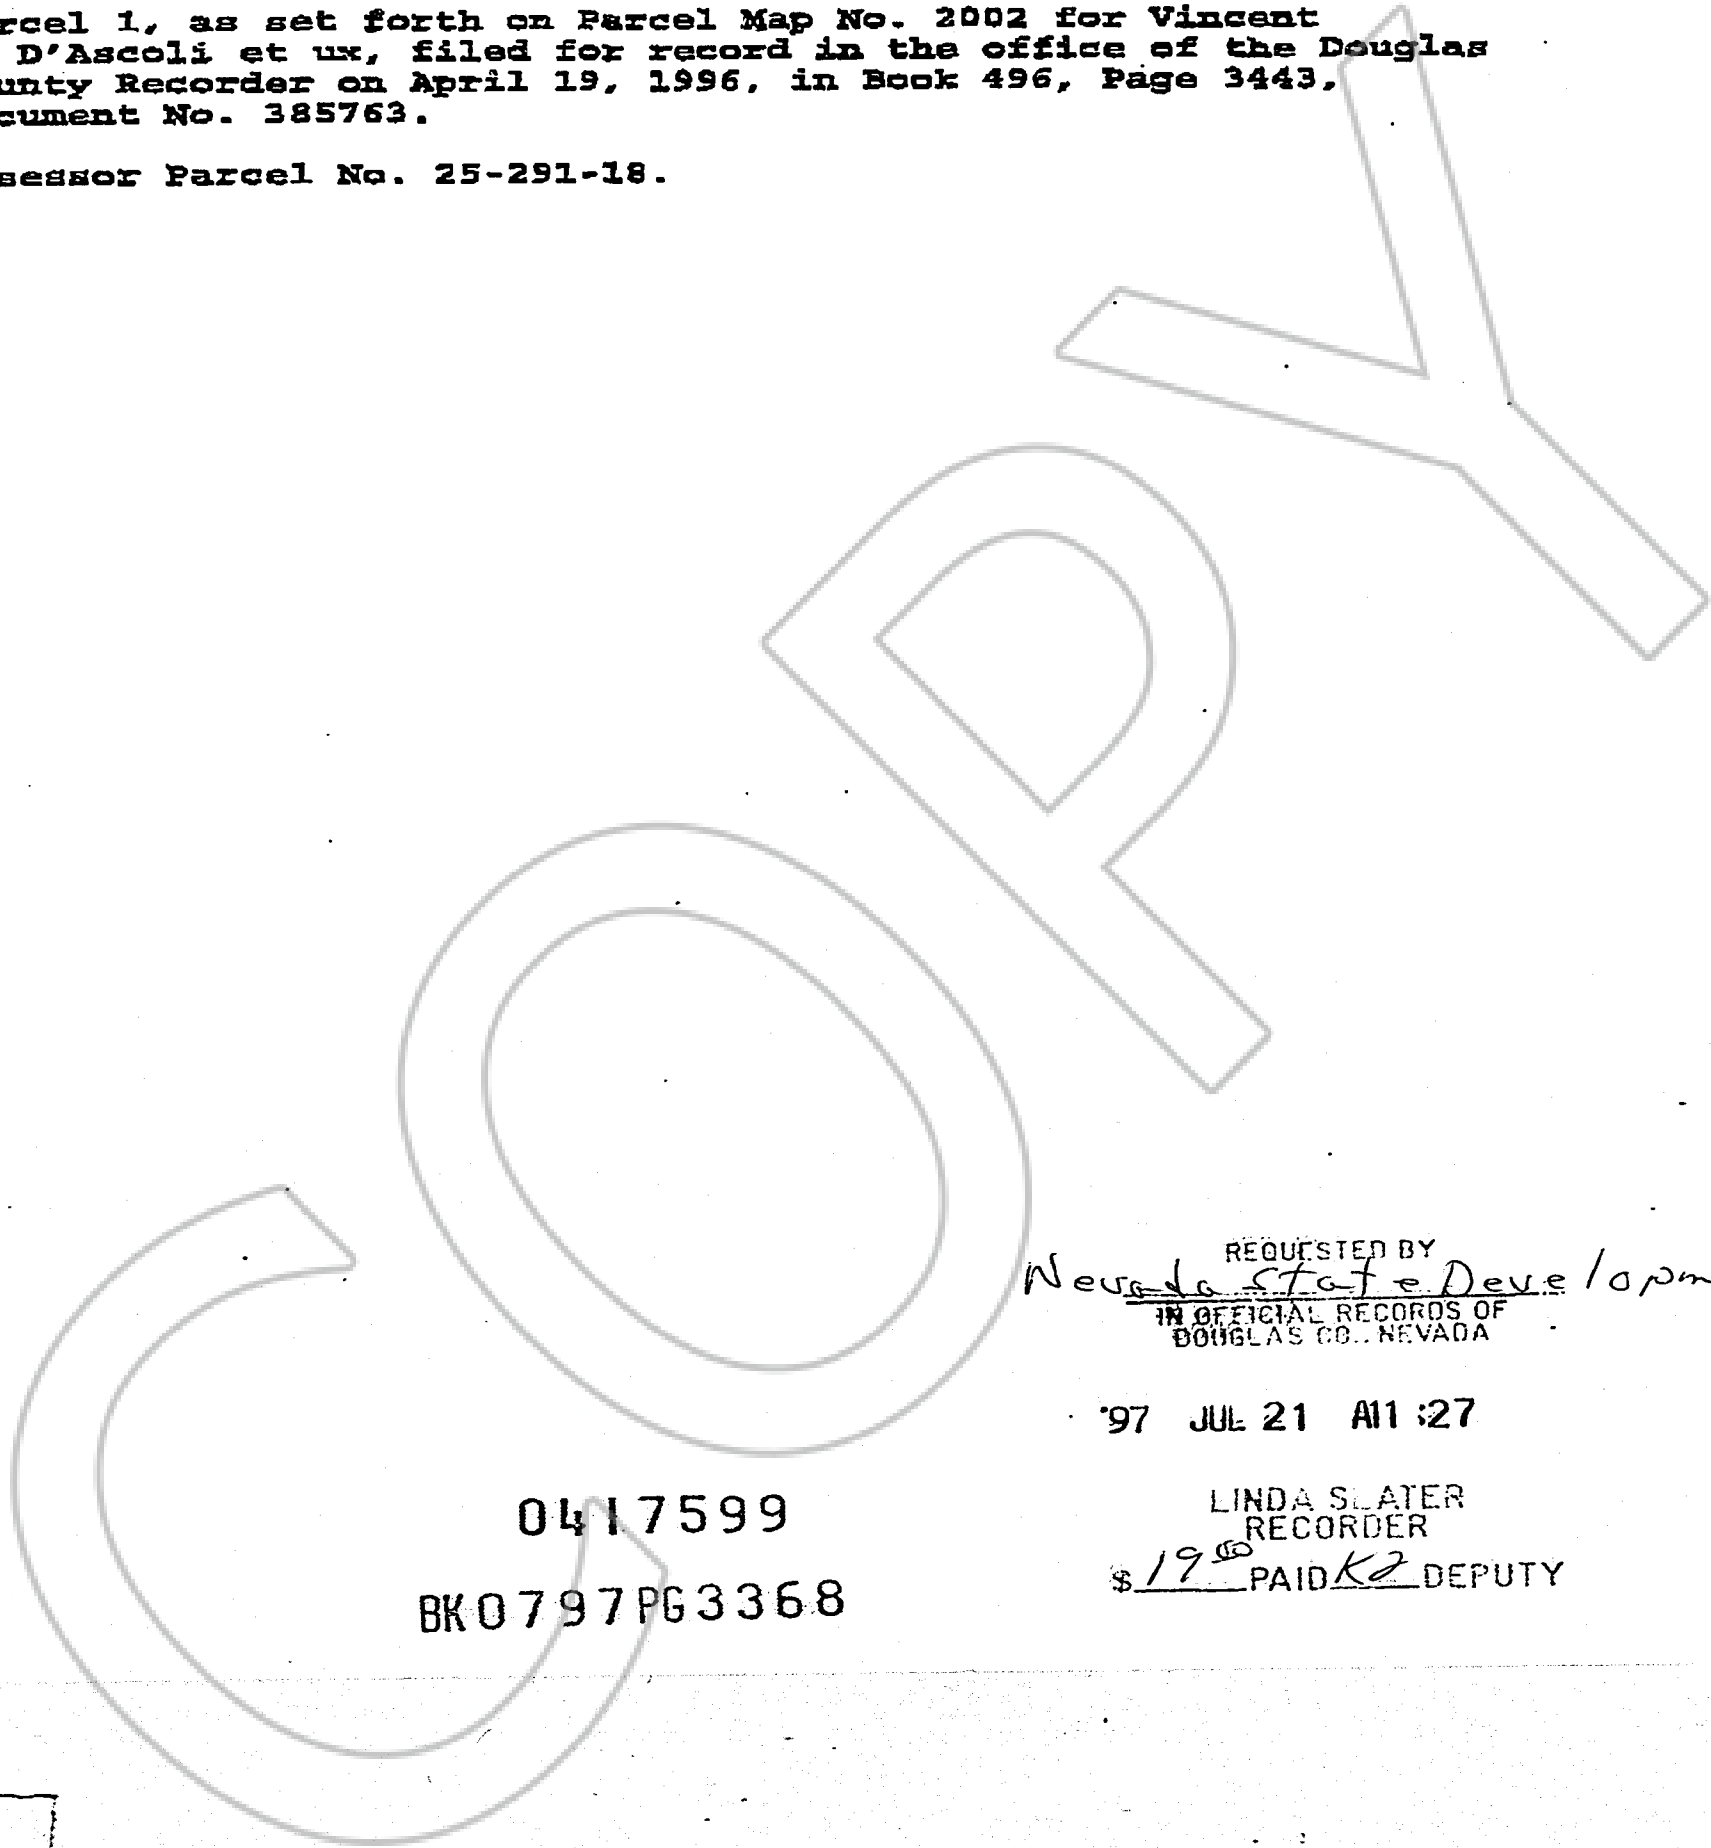 rcel 1, as set forth on Parcel Map No. 2002 for Vincent
D'Ascoli et ux, filed for record in the office of the Douglas
unty Recorder on April 19, 1996, in Book 496, Page 3443,
cument No. 385763.
sessor Parcel No. 25-291-18.
COPY
REQUESTED BY
Nevada State Developm
IN OFFICIAL RECORDS OF
DOUGLAS CO., NEVADA
'97 JUL 21 A11:27
0417599
BK0797PG3368
LINDA SLATER
RECORDER
$ 19 00 PAID K2 DEPUTY